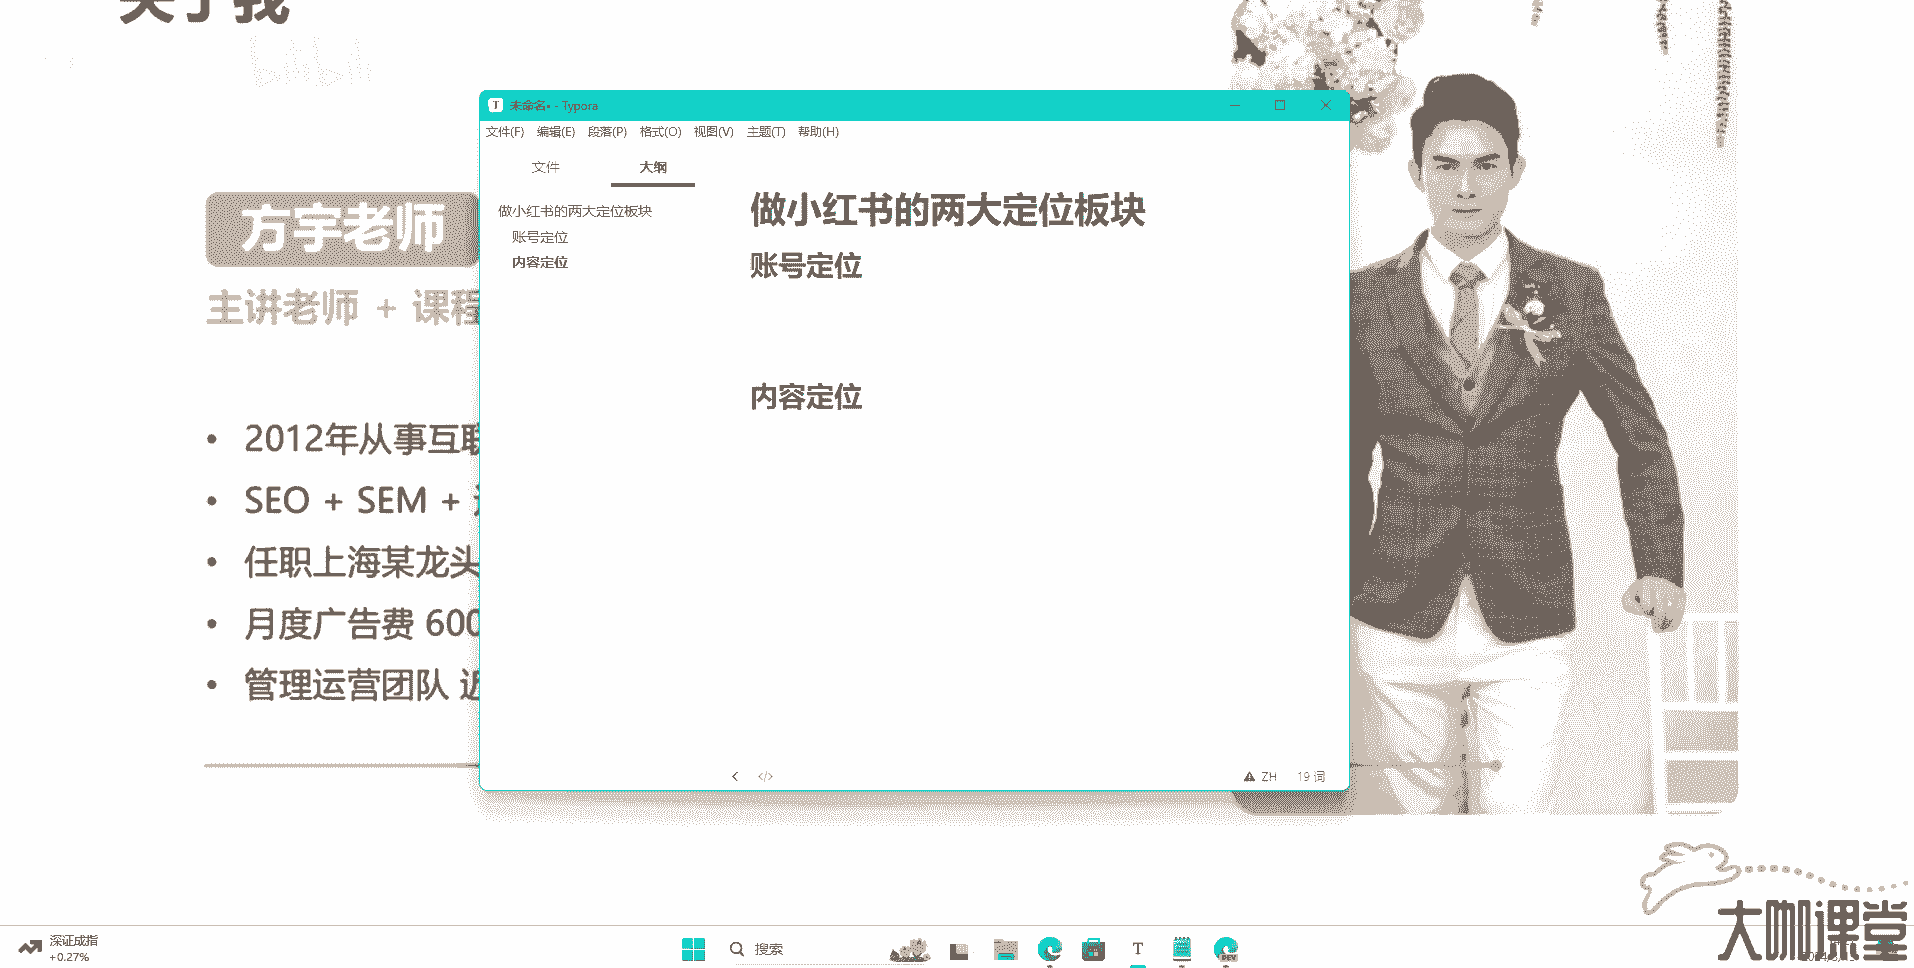 关于我
bilibili
方宇老师
主讲老师 + 课程
2012年从事互联
SEO + SEM +
任职上海某龙头
月度广告费 600
管理运营团队 近
未命名• - Typora
文件(F) 编辑(E) 段落(P) 格式(O) 视图(V) 主题(T) 帮助(H)
文件 大纲
做小红书的两大定位板块
账号定位
内容定位
做小红书的两大定位板块
账号定位
内容定位
ZH 19 词
大咖课堂
深证成指
+0.27%
搜索
T
DEV